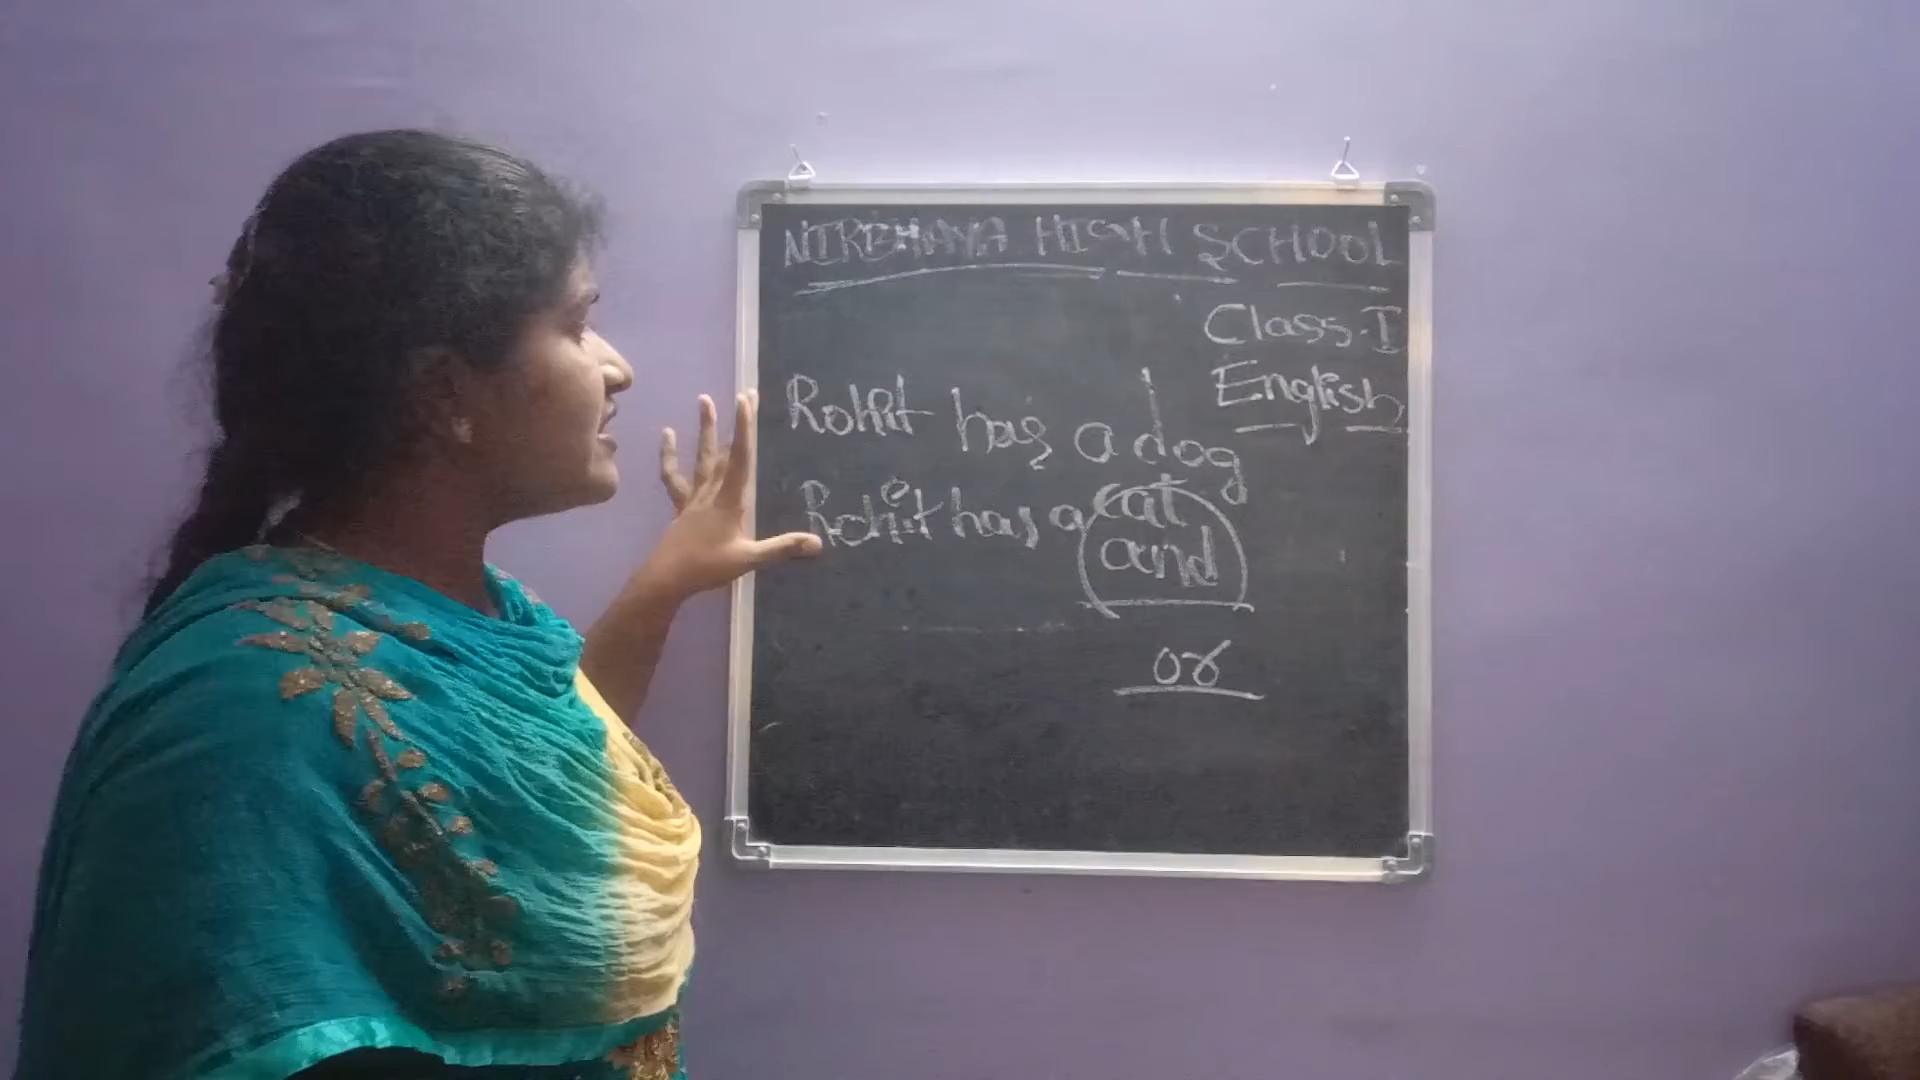 NIRBHAYA HIGH SCHOOL
Class-I
English
Rohit has a dog
Rohit has a cat
and
or